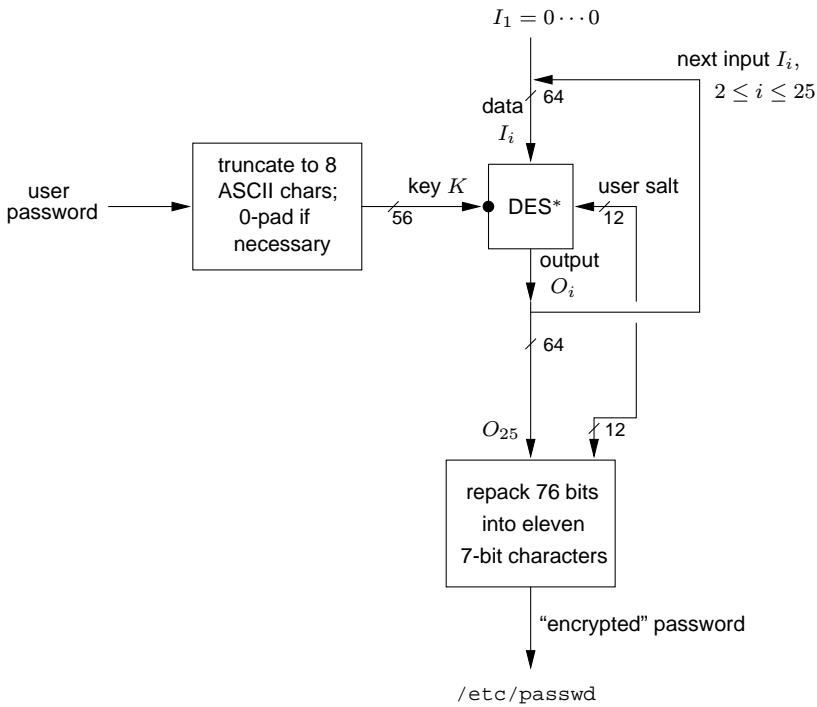 I₁ = 0 · · · 0
next input Iᵢ,
2 ≤ i ≤ 25
64
data
Iᵢ
truncate to 8
ASCII chars;
0-pad if
necessary
user
password
key K
56
DES*
user salt
12
output
Oᵢ
64
O₂₅
12
repack 76 bits
into eleven
7-bit characters
“encrypted” password
/etc/passwd